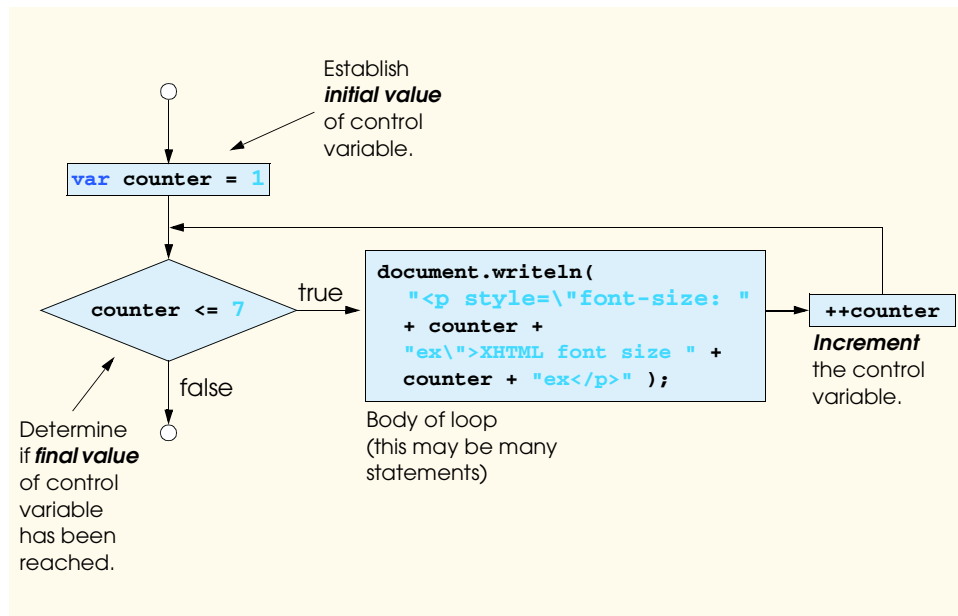 Establish
initial value
of control
variable.
var counter = 1
counter <= 7
true
false
document.writeln(
"<p style=\"font-size: "
+ counter +
"ex\">XHTML font size " +
counter + "ex</p>" );
++counter
Increment
the control
variable.
Body of loop
(this may be many
statements)
Determine
if final value
of control
variable
has been
reached.